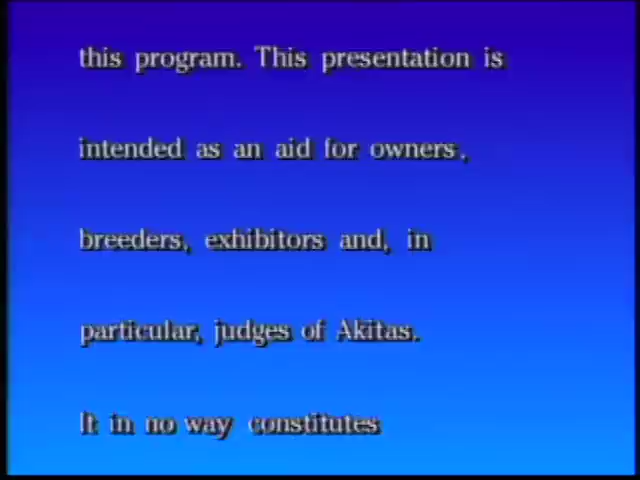 this program. This presentation is
intended as an aid for owners,
breeders, exhibitors and, in
particular, judges of Akitas.
It in no way constitutes